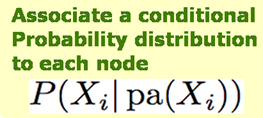 Associate a conditional
Probability distribution
to each node
P(X_i | pa(X_i))